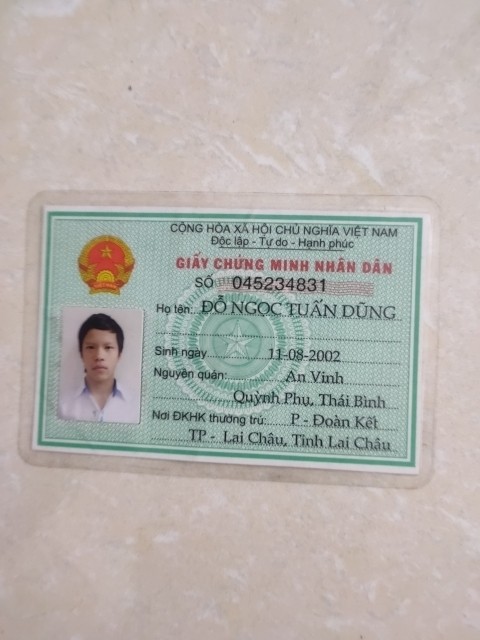 CỘNG HÒA XÃ HỘI CHỦ NGHĨA VIỆT NAM
Độc lập - Tự do - Hạnh phúc
GIẤY CHỨNG MINH NHÂN DÂN
SỐ 045234831
Họ tên: ĐỖ NGỌC TUẤN DŨNG
Sinh ngày 11-08-2002
Nguyên quán: An Vinh
Quỳnh Phụ, Thái Bình
Nơi ĐKHK thường trú: P - Đoàn Kết
TP - Lai Châu, Tỉnh Lai Châu